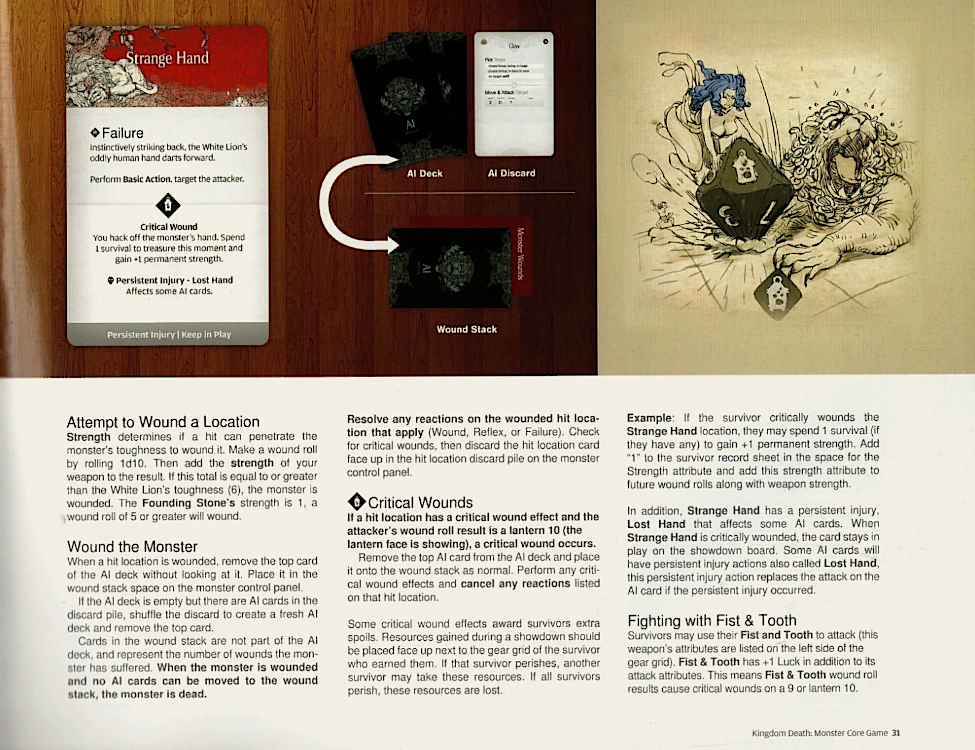 Strange Hand
Failure
Instinctively striking back, the White Lion's
oddly human hand darts forward.
Perform Basic Action, target the attacker.
Critical Wound
You hack off the monster's hand. Spend
1 survival to treasure this moment and
gain +1 permanent strength.
Persistent Injury - Lost Hand
Affects some AI cards.
Persistent Injury | Keep in Play
AI
AI Deck
Claw
Pick Target
Move & Attack Target
AI Discard
AI
Monster Wounds
Wound Stack
Attempt to Wound a Location
Strength determines if a hit can penetrate the
monster's toughness to wound it. Make a wound roll
by rolling 1d10. Then add the strength of your
weapon to the result. If this total is equal to or greater
than the White Lion's toughness (6), the monster is
wounded. The Founding Stone's strength is 1, a
wound roll of 5 or greater will wound.
Wound the Monster
When a hit location is wounded, remove the top card
of the AI deck without looking at it. Place it in the
wound stack space on the monster control panel.
If the AI deck is empty but there are AI cards in the
discard pile, shuffle the discard to create a fresh AI
deck and remove the top card.
Cards in the wound stack are not part of the AI
deck, and represent the number of wounds the mon-
ster has suffered. When the monster is wounded
and no AI cards can be moved to the wound
stack, the monster is dead.
Resolve any reactions on the wounded hit loca-
tion that apply (Wound, Reflex, or Failure). Check
for critical wounds, then discard the hit location card
face up in the hit location discard pile on the monster
control panel.
Critical Wounds
If a hit location has a critical wound effect and the
attacker's wound roll result is a lantern 10 (the
lantern face is showing), a critical wound occurs.
Remove the top AI card from the AI deck and place
it onto the wound stack as normal. Perform any criti-
cal wound effects and cancel any reactions listed
on that hit location.
Some critical wound effects award survivors extra
spoils. Resources gained during a showdown should
be placed face up next to the gear grid of the survivor
who earned them. If that survivor perishes, another
survivor may take these resources. If all survivors
perish, these resources are lost.
Example: If the survivor critically wounds the
Strange Hand location, they may spend 1 survival (if
they have any) to gain +1 permanent strength. Add
"1" to the survivor record sheet in the space for the
Strength attribute and add this strength attribute to
future wound rolls along with weapon strength.
In addition, Strange Hand has a persistent injury,
Lost Hand that affects some AI cards. When
Strange Hand is critically wounded, the card stays in
play on the showdown board. Some AI cards will
have persistent injury actions also called Lost Hand,
this persistent injury action replaces the attack on the
AI card if the persistent injury occurred.
Fighting with Fist & Tooth
Survivors may use their Fist and Tooth to attack (this
weapon's attributes are listed on the left side of the
gear grid). Fist & Tooth has +1 Luck in addition to its
attack attributes. This means Fist & Tooth wound roll
results cause critical wounds on a 9 or lantern 10.
Kingdom Death: Monster Core Game 31